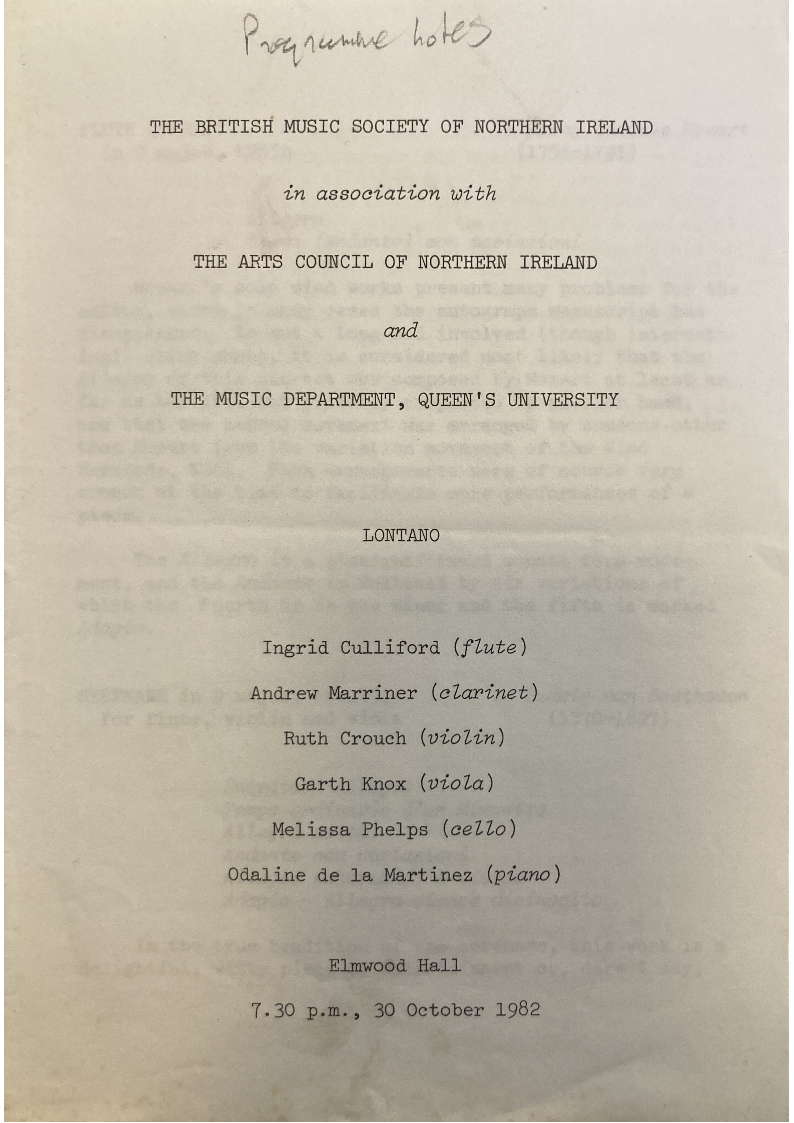 Programme notes
THE BRITISH MUSIC SOCIETY OF NORTHERN IRELAND
in association with
THE ARTS COUNCIL OF NORTHERN IRELAND
and
THE MUSIC DEPARTMENT, QUEEN'S UNIVERSITY
LONTANO
Ingrid Culliford (flute)
Andrew Marriner (clarinet)
Ruth Crouch (violin)
Garth Knox (viola)
Melissa Phelps (cello)
Odaline de la Martinez (piano)
Elmwood Hall
7.30 p.m., 30 October 1982